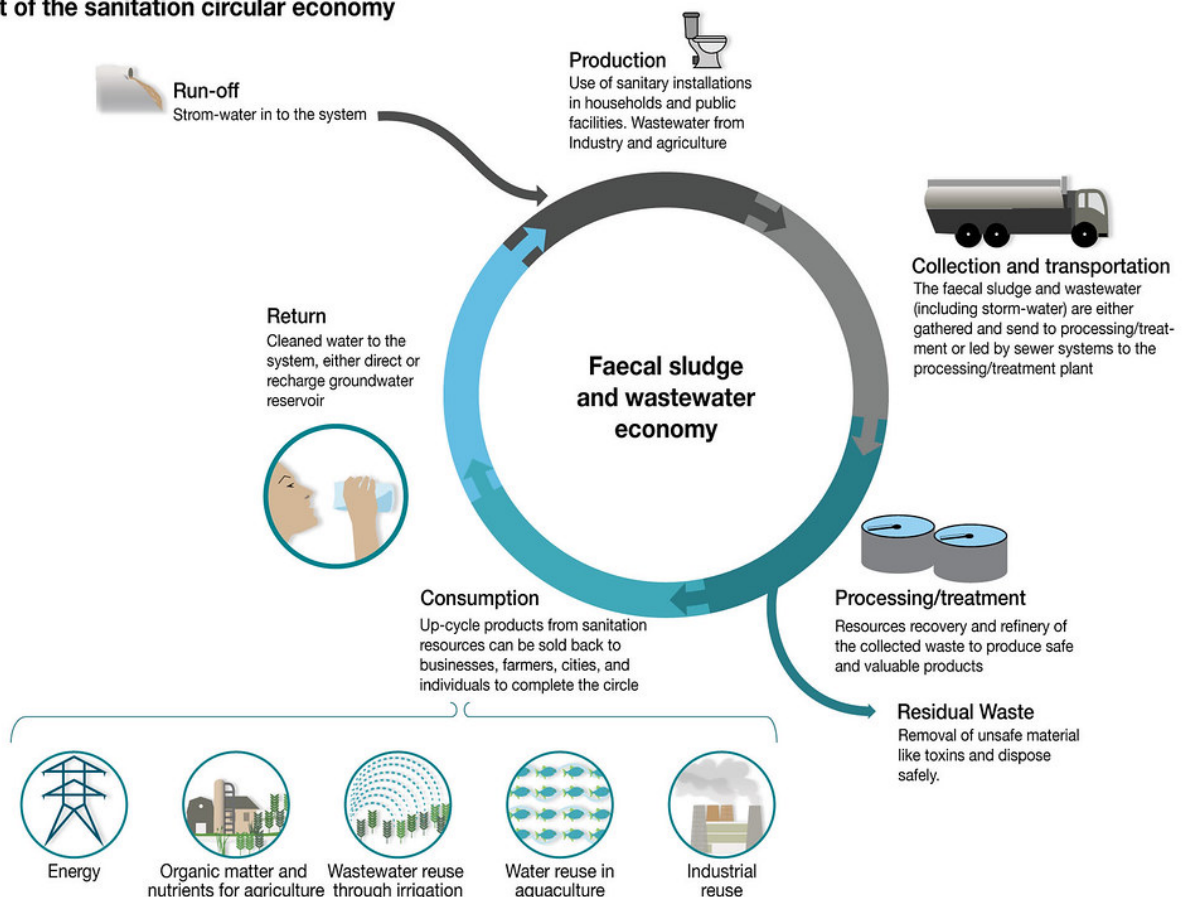 t of the sanitation circular economy
Production
Use of sanitary installations
in households and public
facilities. Wastewater from
Industry and agriculture
Run-off
Strom-water in to the system
Collection and transportation
The faecal sludge and wastewater
(including storm-water) are either
gathered and send to processing/treat-
ment or led by sewer systems to the
processing/treatment plant
Return
Cleaned water to the
system, either direct or
recharge groundwater
reservoir
Faecal sludge
and wastewater
economy
Processing/treatment
Resources recovery and refinery of
the collected waste to produce safe
and valuable products
Consumption
Up-cycle products from sanitation
resources can be sold back to
businesses, farmers, cities, and
individuals to complete the circle
Residual Waste
Removal of unsafe material
like toxins and dispose
safely.
Energy
Organic matter and
nutrients for agriculture
Wastewater reuse
through irrigation
Water reuse in
aquaculture
Industrial
reuse